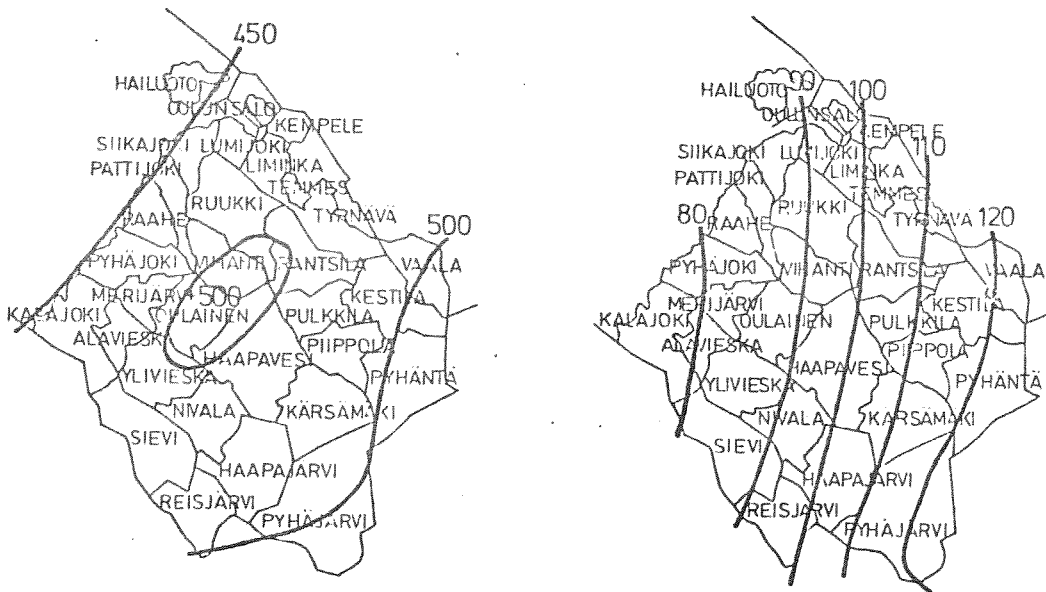 450
HAILUOTO
OULUNSALO
KEMPELE
SIIKAJOKI
LUMIJOKI
PATTIJOKI
LIMINKA
TEMMES
RUUKKI
TYRNÄVÄ
RAAHE
500
PYHÄJOKI
VIHANTI
RANTSILA
VAALA
MERIJÄRVI
500
KESTILÄ
KALAJOKI
OULAINEN
PULKKILA
ALAVIESKA
PIIPPOLA
HAAPAVESI
YLIVIESKA
PYHÄNTÄ
NIVALA
KÄRSÄMÄKI
SIEVI
HAAPAJÄRVI
REISJÄRVI
PYHÄJÄRVI
90
100
HAILUOTO
OULUNSALO
KEMPELE
110
SIIKAJOKI
LUMIJOKI
LIMINKA
PATTIJOKI
TEMMES
RUUKKI
TYRNÄVÄ
80
RAAHE
120
PYHÄJOKI
VIHANTI
RANTSILA
VAALA
MERIJÄRVI
KESTILÄ
KALAJOKI
OULAINEN
PULKKILA
ALAVIESKA
PIIPPOLA
HAAPAVESI
YLIVIESKA
PYHÄNTÄ
NIVALA
KÄRSÄMÄKI
SIEVI
HAAPAJÄRVI
REISJÄRVI
PYHÄJÄRVI